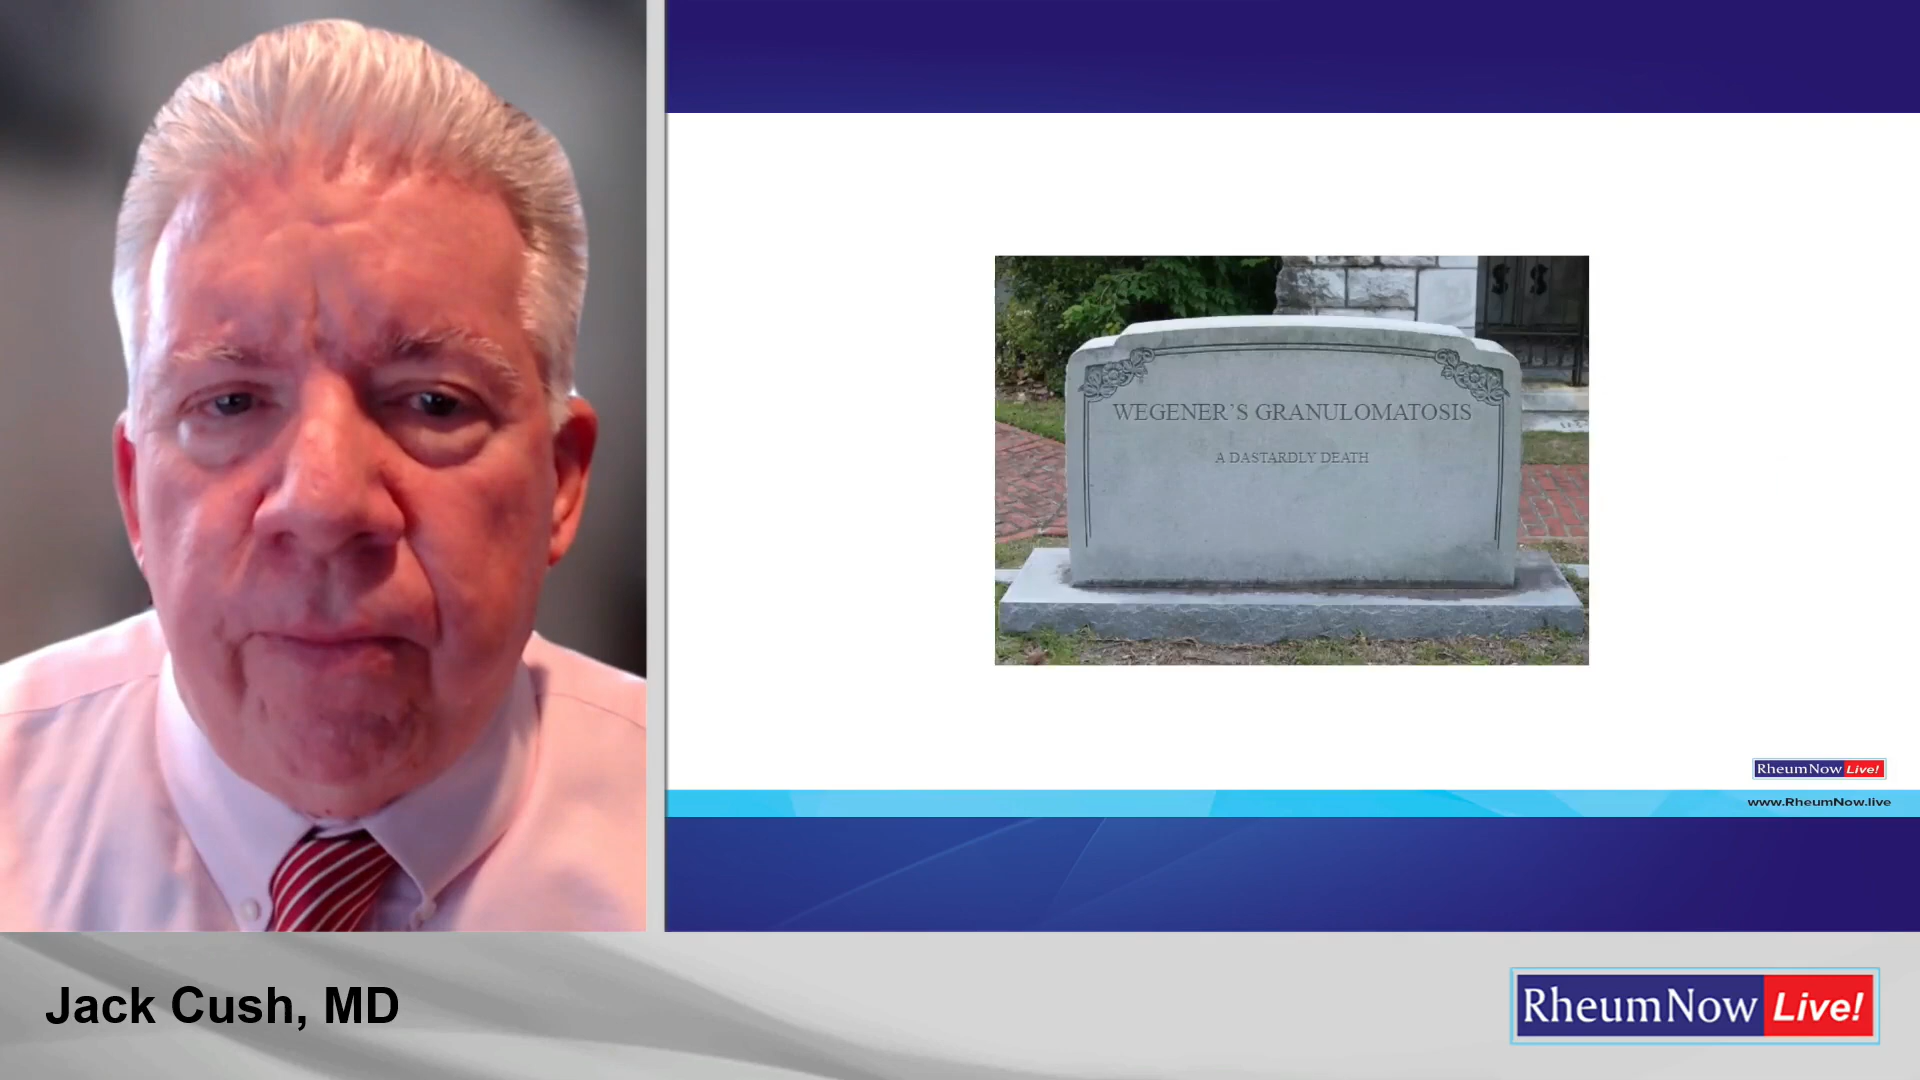 WEGENER`S GRANULOMATOSIS
A DASTARDLY DEATH
RheumNow Live!
www.RheumNow.live
Jack Cush, MD
RheumNow Live!